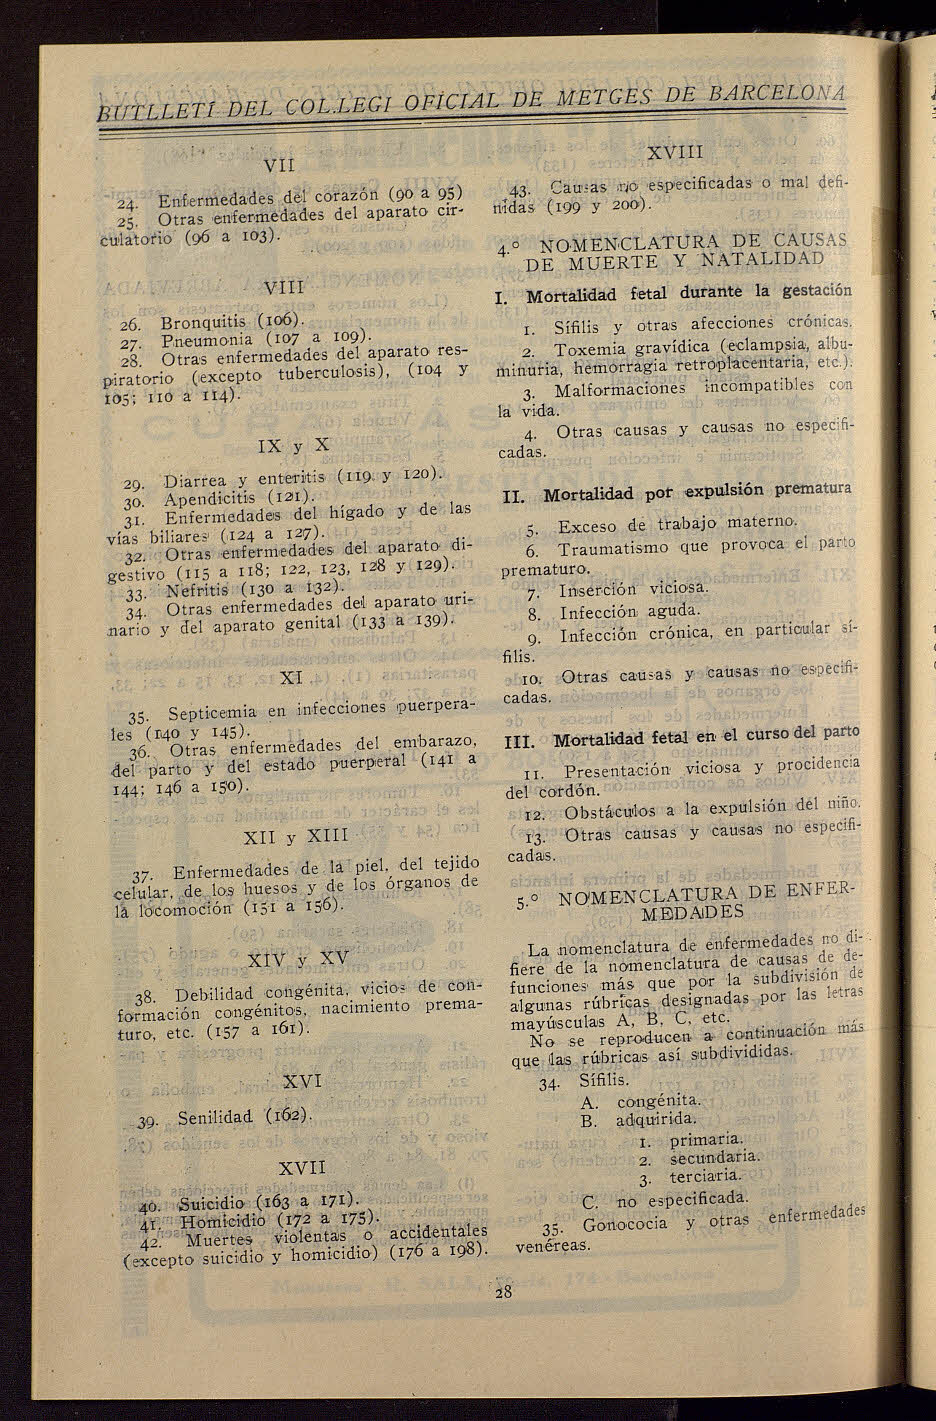 BUTLLETÍ DEL COL.LEGI OFICIAL DE METGES DE BARCELONA
VII
24. Enfermedades del corazón (90 a 95)
25. Otras enfermedades del aparato cir-
culatorio (96 a 103).
VIII
26. Bronquitis (106).
27. Pneumonia (107 a 109).
28. Otras enfermedades del aparato res-
piratorio (excepto tuberculosis), (104 y
105; 110 a 114).
IX y X
29. Diarrea y enteritis (119 y 120).
30. Apendicitis (121).
31. Enfermedades del hígado y de las
vías biliares (124 a 127).
32. Otras enfermedades del aparato di-
gestivo (115 a 118; 122, 123, 128 y 129).
33. Nefritis (130 a 132).
34. Otras enfermedades del aparato uri-
nario y del aparato genital (133 a 139).
XI
35. Septicemia en infecciones puerpera-
les (140 y 145).
36. Otras enfermedades del embarazo,
del parto y del estado puerperal (141 a
144; 146 a 150).
XII y XIII
37. Enfermedades de la piel, del tejido
celular, de los huesos y de los órganos de
la locomoción (151 a 156).
XIV y XV
38. Debilidad congénita, vicios de con-
formación congénitos, nacimiento prema-
turo, etc. (157 a 161).
XVI
39. Senilidad (162).
XVII
40. Suicidio (163 a 171).
41. Homicidio (172 a 175).
42. Muertes violentas o accidentales
(excepto suicidio y homicidio) (176 a 198).
XVIII
43. Causas no especificadas o mal defi-
nidas (199 y 200).
4.º NOMENCLATURA DE CAUSAS
DE MUERTE Y NATALIDAD
I. Mortalidad fetal durante la gestación
1. Sífilis y otras afecciones crónicas.
2. Toxemia gravídica (eclampsia, albu-
minuria, hemorragia retroplacentaria, etc.).
3. Malformaciones incompatibles con
la vida.
4. Otras causas y causas no especifi-
cadas.
II. Mortalidad por expulsión prematura
5. Exceso de trabajo materno.
6. Traumatismo que provoca el parto
prematuro.
7. Inserción viciosa.
8. Infección aguda.
9. Infección crónica, en particular sí-
filis.
10. Otras causas y causas no especifi-
cadas.
III. Mortalidad fetal en el curso del parto
11. Presentación viciosa y procidencia
del cordón.
12. Obstáculos a la expulsión del niño.
13. Otras causas y causas no especifi-
cadas.
5.º NOMENCLATURA DE ENFER-
MEDADES
La nomenclatura de enfermedades no di-
fiere de la nomenclatura de causas de de-
funciones más que por la subdivisión de
algunas rúbricas designadas por las letras
mayúsculas A, B, C, etc.
No se reproducen a continuación más
que las rúbricas así subdivididas.
34. Sífilis.
A. congénita.
B. adquirida.
1. primaria.
2. secundaria.
3. terciaria.
C. no especificada.
35. Gonococia y otras enfermedades
venéreas.
28